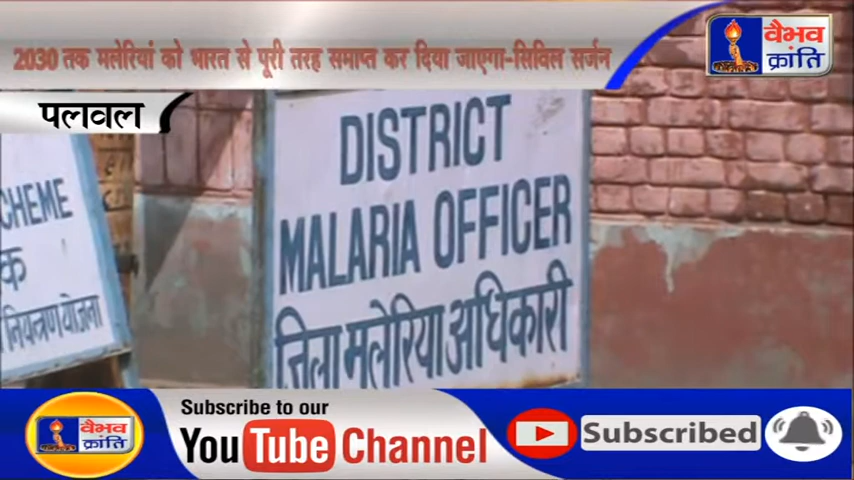 2030 तक मलेरियां को भारत से पूरी तरह समाप्त कर दिया जाएगा-सिविल सर्जन
वैभव
क्रांति
पलवल
DISTRICT
MALARIA OFFICER
जिला मलेरिया अधिकारी
CHEME
क
नियन्त्रण योजना
वैभव
क्रांति
Subscribe to our
YouTube Channel
Subscribed